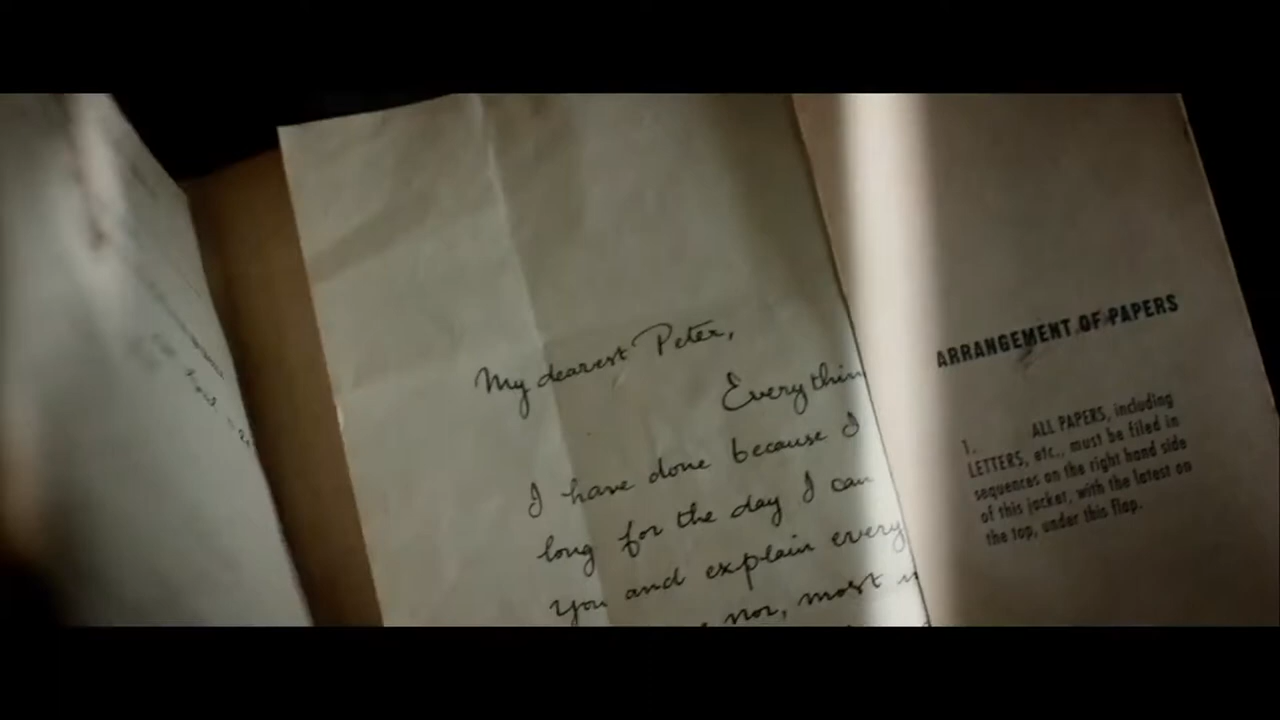 My dearest Peter,
Everythin
I have done because I
long for the day I can
you and explain every
nor, most
ARRANGEMENT OF PAPERS
1. ALL PAPERS, including
LETTERS, etc., must be filed in
sequences on the right hand side
of this jacket, with the latest on
the top, under this flap.